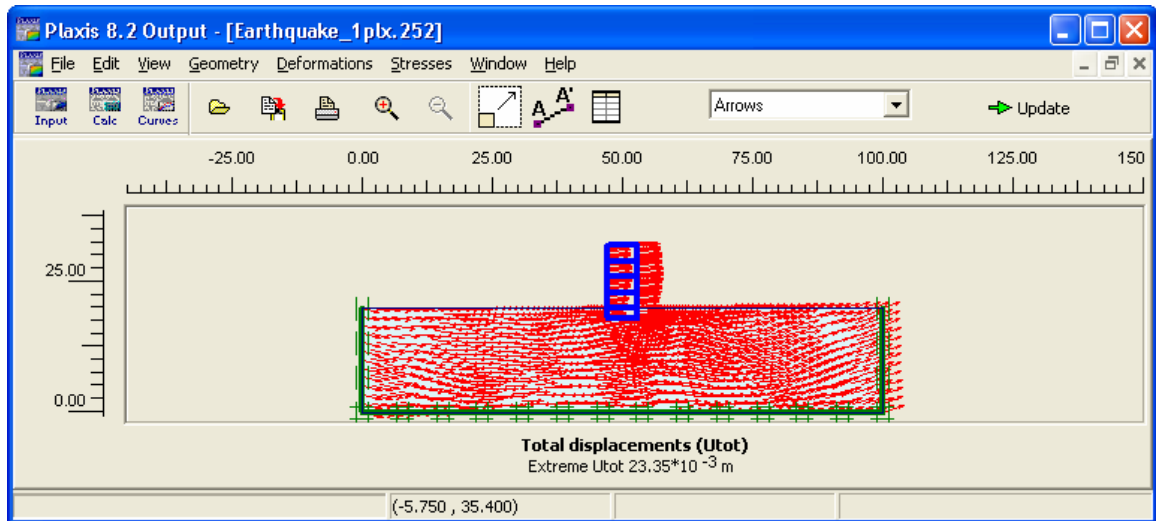 Plaxis 8.2 Output - [Earthquake_1plx.252]
File Edit View Geometry Deformations Stresses Window Help
Input Calc Curves A A' Arrows Update
-25.00 0.00 25.00 50.00 75.00 100.00 125.00 150
25.00
0.00
Total displacements (Utot)
Extreme Utot 23.35*10 -3 m
(-5.750 , 35.400)